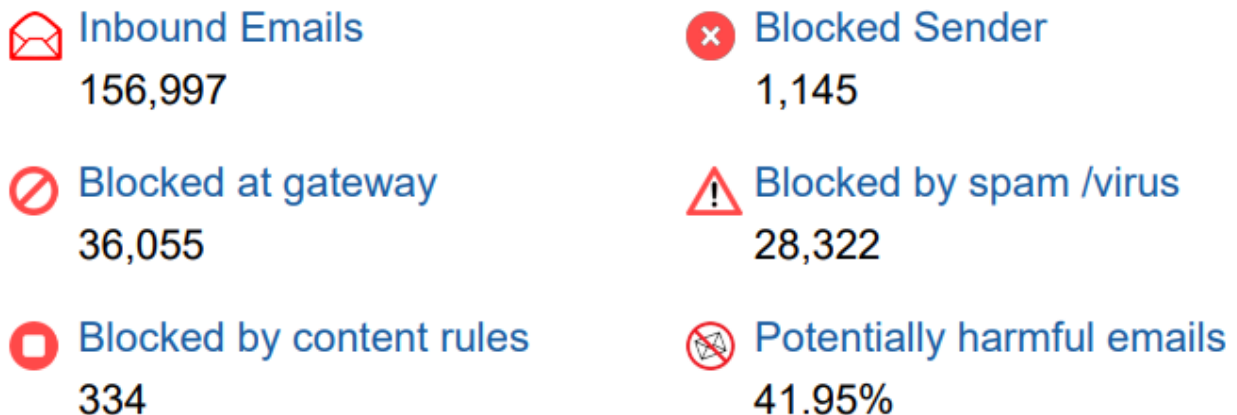 Inbound Emails
156,997
Blocked Sender
1,145
Blocked at gateway
36,055
Blocked by spam /virus
28,322
Blocked by content rules
334
Potentially harmful emails
41.95%